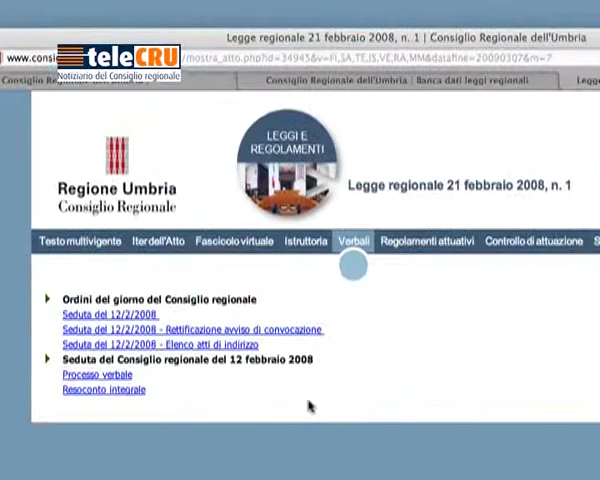 Legge regionale 21 febbraio 2008, n. 1 | Consiglio Regionale dell'Umbria
www.consi
/mostra_atto.php?id=34945&v=FI,SA,TE,IS,VE,RA,MM&datafine=20090307&m=7
teleCRU
Notiziario del Consiglio regionale
Consiglio Regionale dell'Umbria | Banca dati leggi regionali
Legge
LEGGI E
REGOLAMENTI
Regione Umbria
Consiglio Regionale
Legge regionale 21 febbraio 2008, n. 1
Testo multivigente Iter dell'Atto Fascicolo virtuale Istruttoria Verbali Regolamenti attuativi Controllo di attuazione S
Ordini del giorno del Consiglio regionale
Seduta del 12/2/2008
Seduta del 12/2/2008 - Rettificazione avviso di convocazione
Seduta del 12/2/2008 - Elenco atti di indirizzo
Seduta del Consiglio regionale del 12 febbraio 2008
Processo verbale
Resoconto integrale